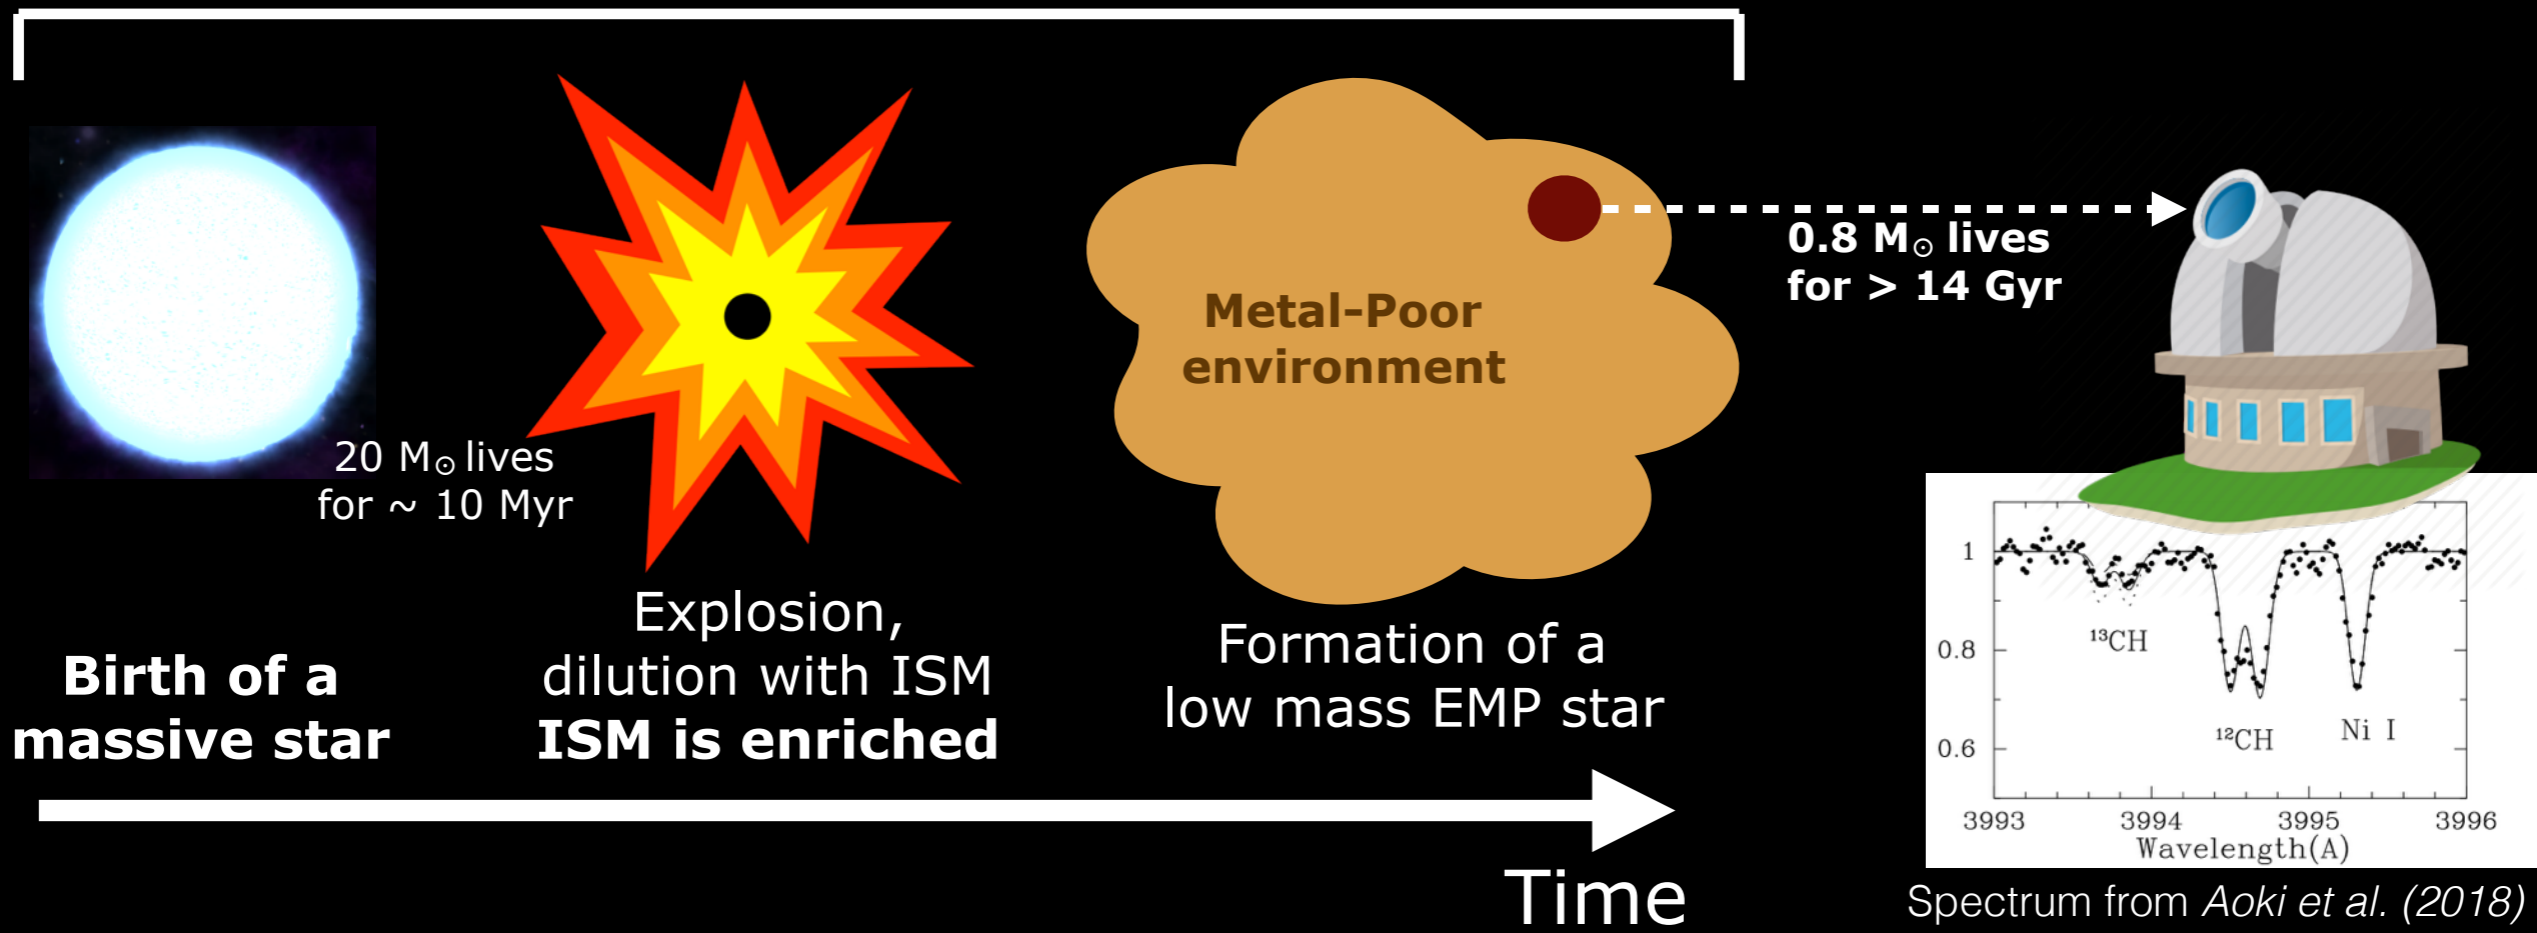 20 M☉ lives
for ~ 10 Myr
Birth of a
massive star
Explosion,
dilution with ISM
ISM is enriched
Metal-Poor
environment
Formation of a
low mass EMP star
0.8 M☉ lives
for > 14 Gyr
Time
1
0.8
0.6
¹³CH
¹²CH
Ni I
3993 3994 3995 3996
Wavelength(A)
Spectrum from Aoki et al. (2018)